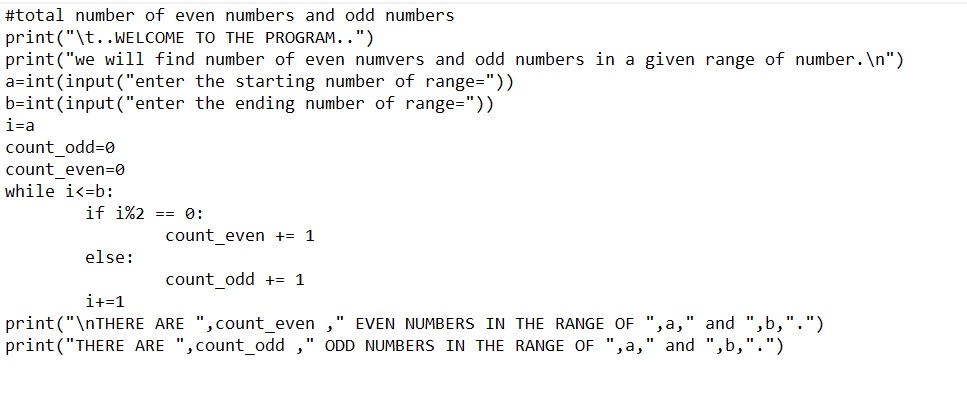 #total number of even numbers and odd numbers
print("\t..WELCOME TO THE PROGRAM..")
print("we will find number of even numvers and odd numbers in a given range of number.\n")
a=int(input("enter the starting number of range="))
b=int(input("enter the ending number of range="))
i=a
count_odd=0
count_even=0
while i<=b:
        if i%2 == 0:
                count_even += 1
        else:
                count_odd += 1
        i+=1
print("\nTHERE ARE ",count_even ," EVEN NUMBERS IN THE RANGE OF ",a," and ",b,".")
print("THERE ARE ",count_odd ," ODD NUMBERS IN THE RANGE OF ",a," and ",b,".")